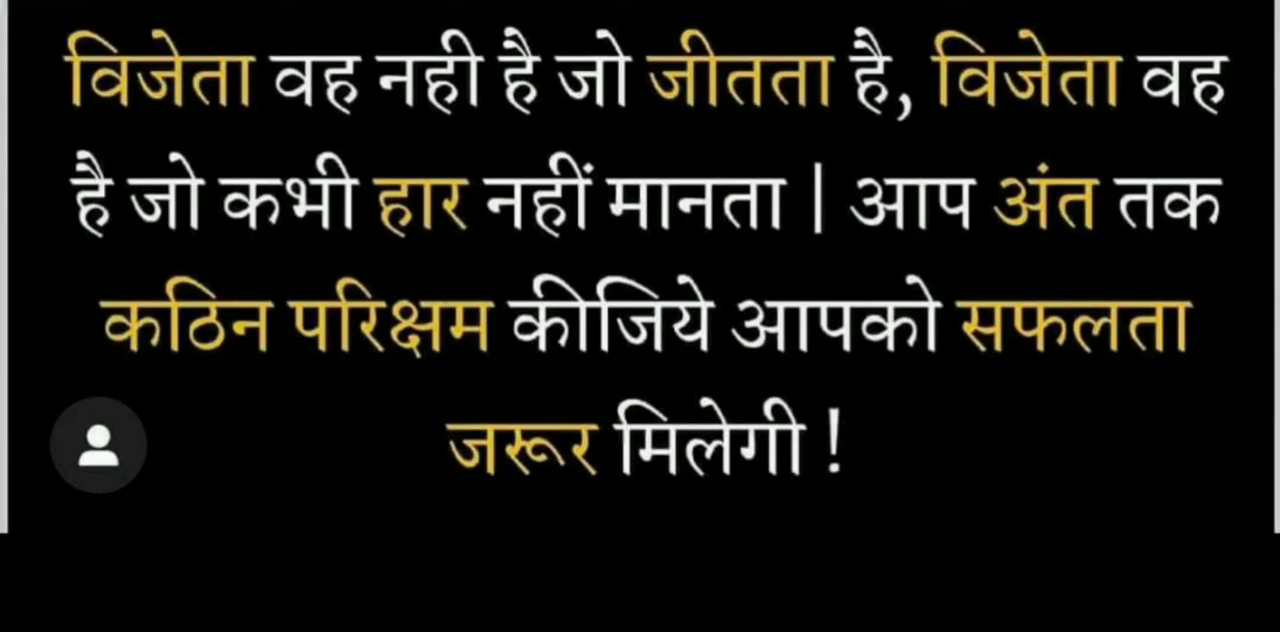 विजेता वह नही है जो जीतता है, विजेता वह
है जो कभी हार नहीं मानता | आप अंत तक
कठिन परिक्षम कीजिये आपको सफलता
जरूर मिलेगी !